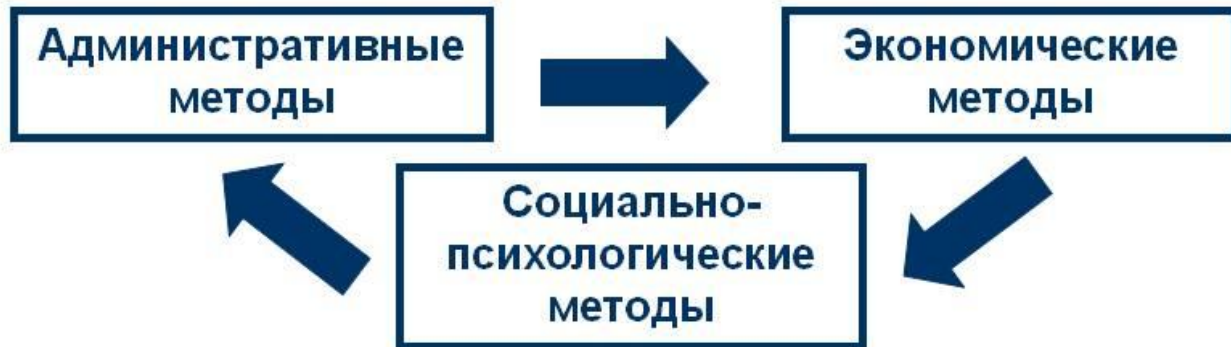 Административные
методы
Экономические
методы
Социально-
психологические
методы